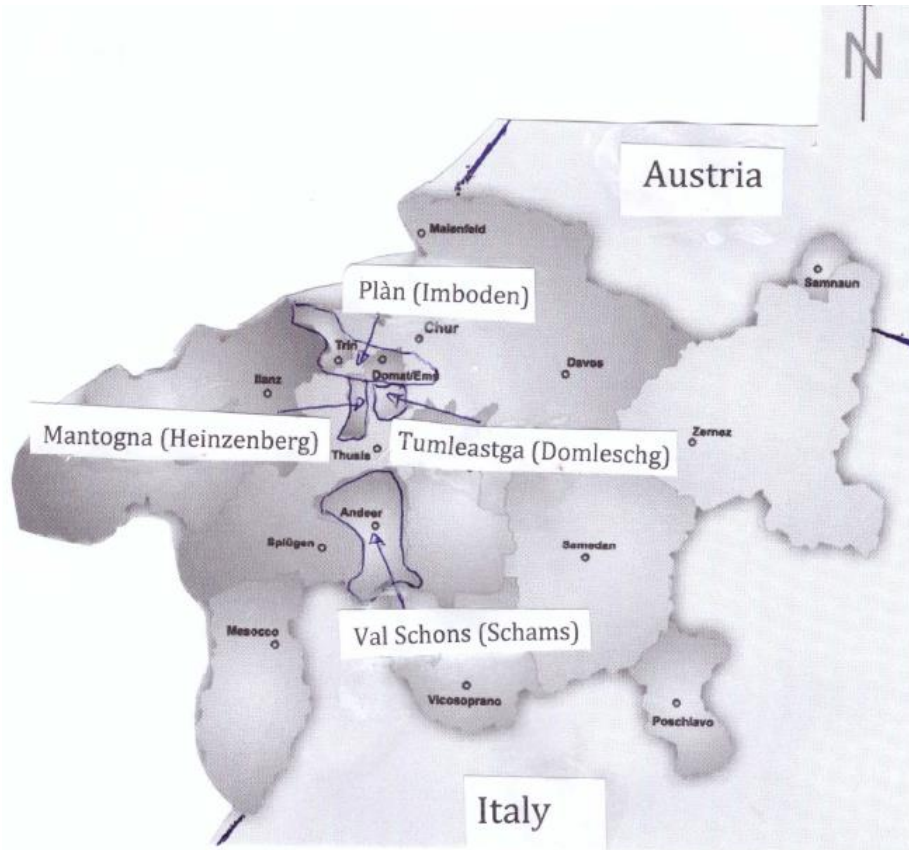 N
Austria
Maienfeld
Samnaun
Plàn (Imboden)
Chur
Trin
Domat/Ems
Davos
Ilanz
Mantogna (Heinzenberg)
Tumleastga (Domleschg)
Zernez
Thusis
Andeer
Splügen
Samedan
Val Schons (Schams)
Mesocco
Vicosoprano
Poschiavo
Italy